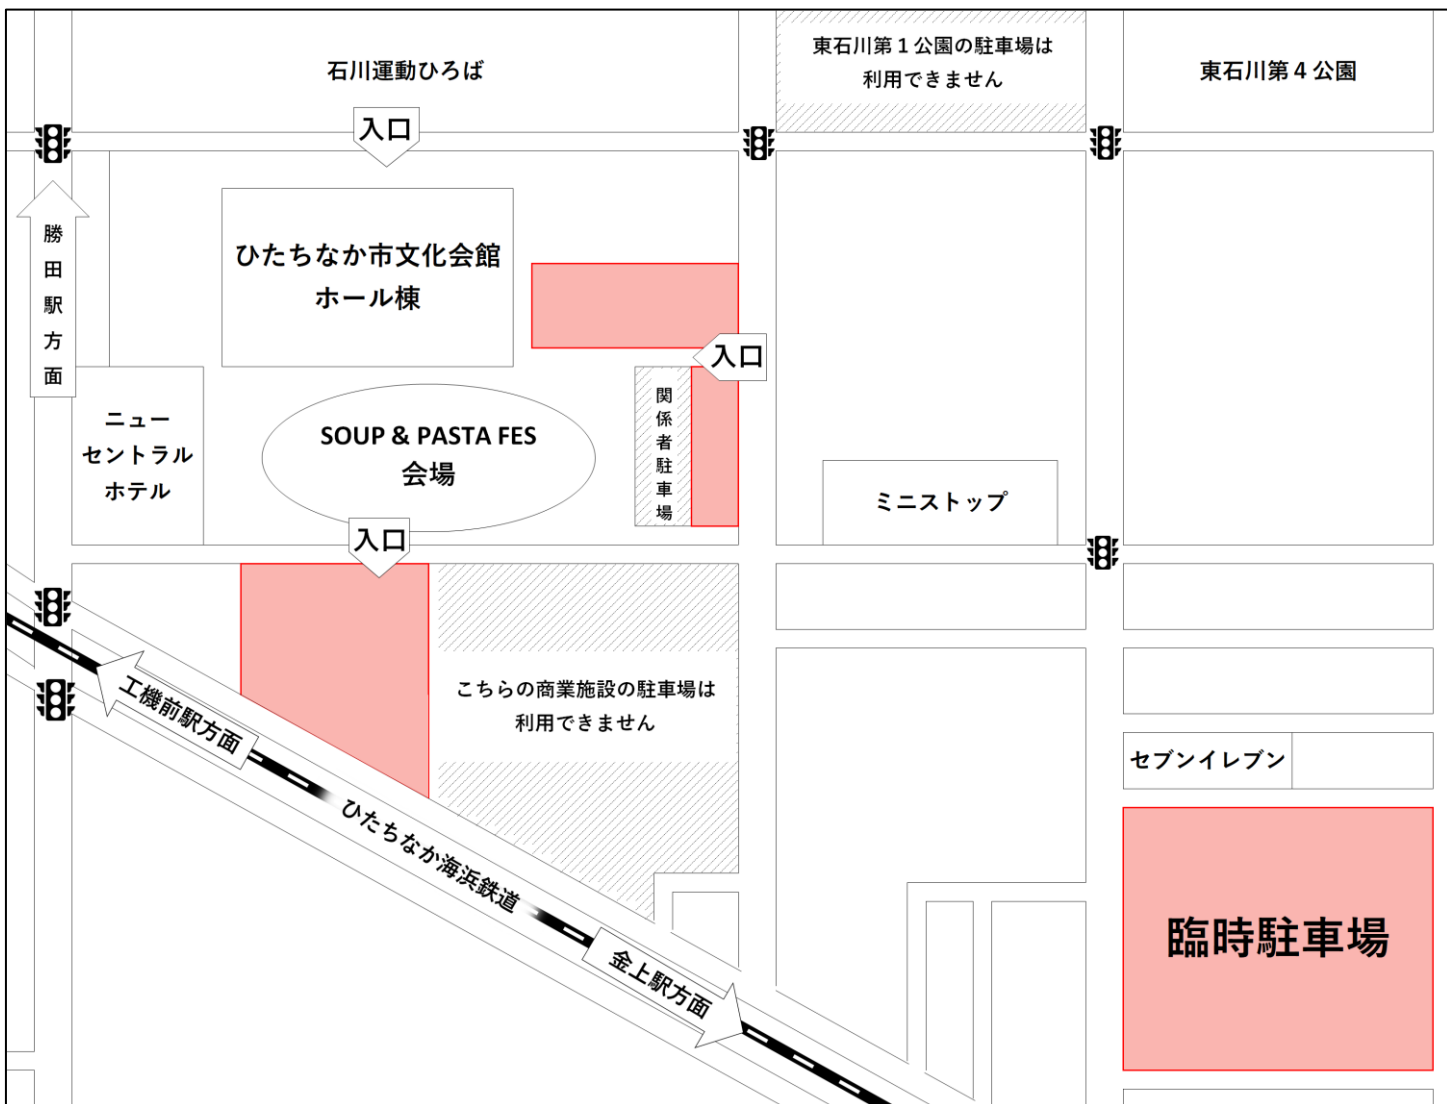 石川運動ひろば
東石川第1公園の駐車場は
利用できません
東石川第4公園
入口
勝田駅方面
ひたちなか市文化会館
ホール棟
入口
ニュー
セントラル
ホテル
SOUP & PASTA FES
会場
関係者駐車場
ミニストップ
入口
こちらの商業施設の駐車場は
利用できません
工機前駅方面
セブンイレブン
ひたちなか海浜鉄道
臨時駐車場
金上駅方面